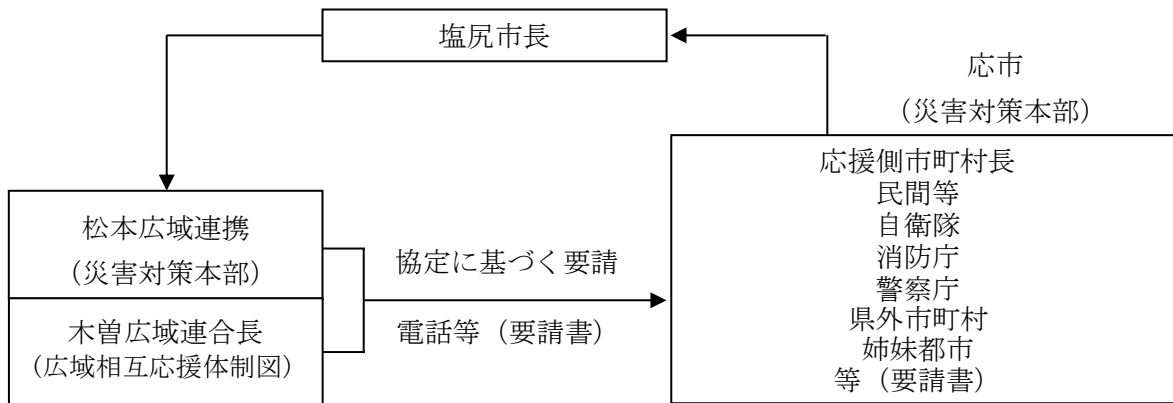 塩尻市長
応市
（災害対策本部）
応援側市町村長
民間等
自衛隊
消防庁
警察庁
県外市町村
姉妹都市
等（要請書）
松本広域連携
（災害対策本部）
協定に基づく要請
電話等（要請書）
木曽広域連合長
（広域相互応援体制図）